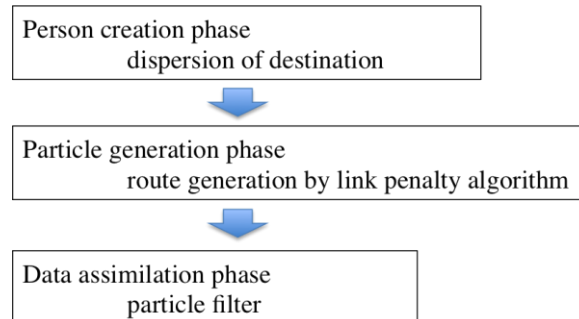 Person creation phase
dispersion of destination
Particle generation phase
route generation by link penalty algorithm
Data assimilation phase
particle filter